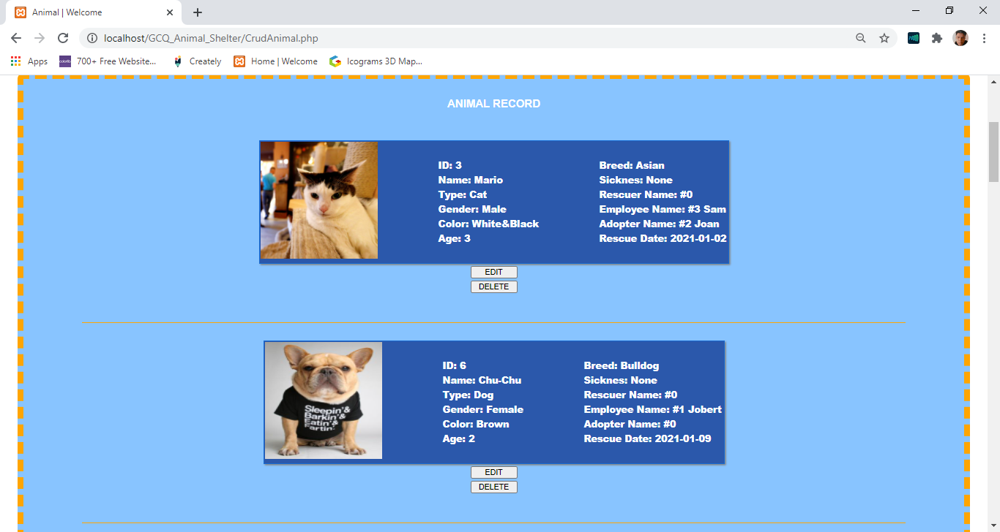 Animal | Welcome
localhost/GCQ_Animal_Shelter/CrudAnimal.php
Apps
colorlib
700+ Free Website...
Creately
Home | Welcome
Icograms 3D Map...
ANIMAL RECORD
ID: 3
Name: Mario
Type: Cat
Gender: Male
Color: White&Black
Age: 3
Breed: Asian
Sicknes: None
Rescuer Name: #0
Employee Name: #3 Sam
Adopter Name: #2 Joan
Rescue Date: 2021-01-02
EDIT
DELETE
Sleepin'&
Barkin'&
Eatin'&
Fartin'.
ID: 6
Name: Chu-Chu
Type: Dog
Gender: Female
Color: Brown
Age: 2
Breed: Bulldog
Sicknes: None
Rescuer Name: #0
Employee Name: #1 Jobert
Adopter Name: #0
Rescue Date: 2021-01-09
EDIT
DELETE